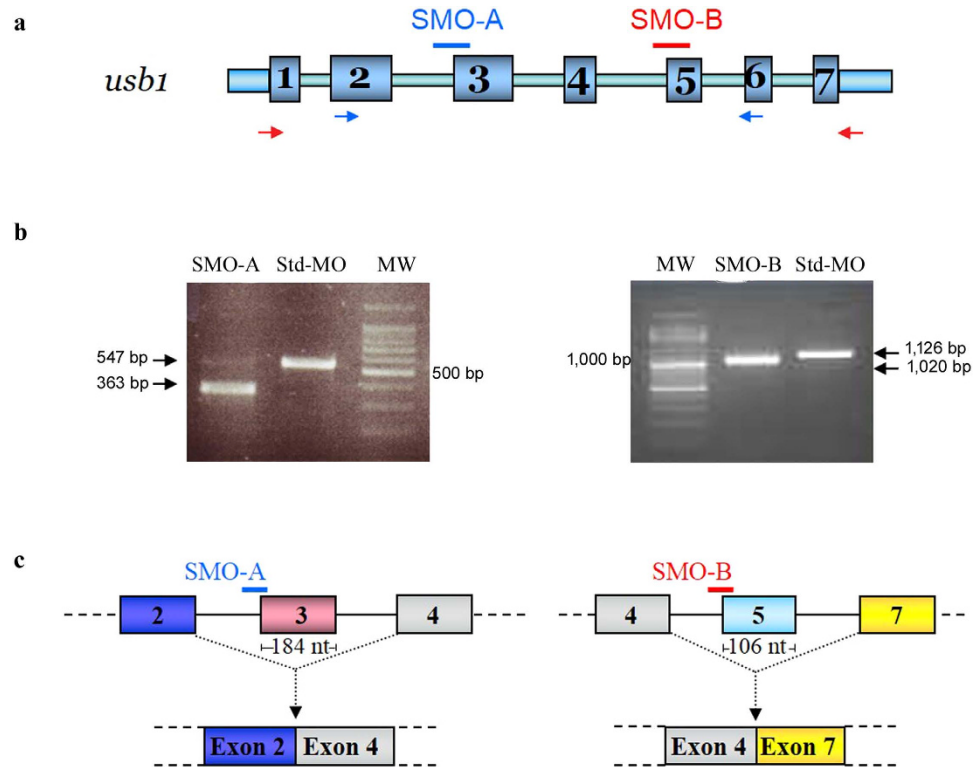 a
SMO-A SMO-B
usb1 1 2 3 4 5 6 7
b
SMO-A Std-MO MW
547 bp
363 bp
500 bp
MW SMO-B Std-MO
1,000 bp
1,126 bp
1,020 bp
c
SMO-A
2 3 4
184 nt
Exon 2 Exon 4
SMO-B
4 5 7
106 nt
Exon 4 Exon 7